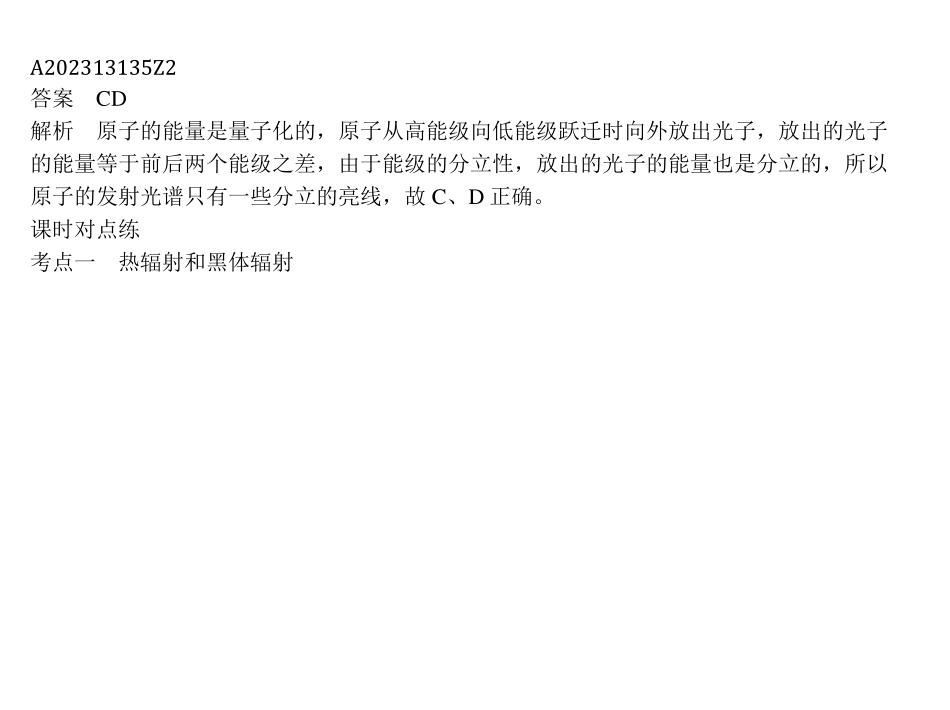 A202313135Z2
答案　CD
解析　原子的能量是量子化的，原子从高能级向低能级跃迁时向外放出光子，放出的光子
的能量等于前后两个能级之差，由于能级的分立性，放出的光子的能量也是分立的，所以
原子的发射光谱只有一些分立的亮线，故 C、D 正确。
课时对点练
考点一　热辐射和黑体辐射